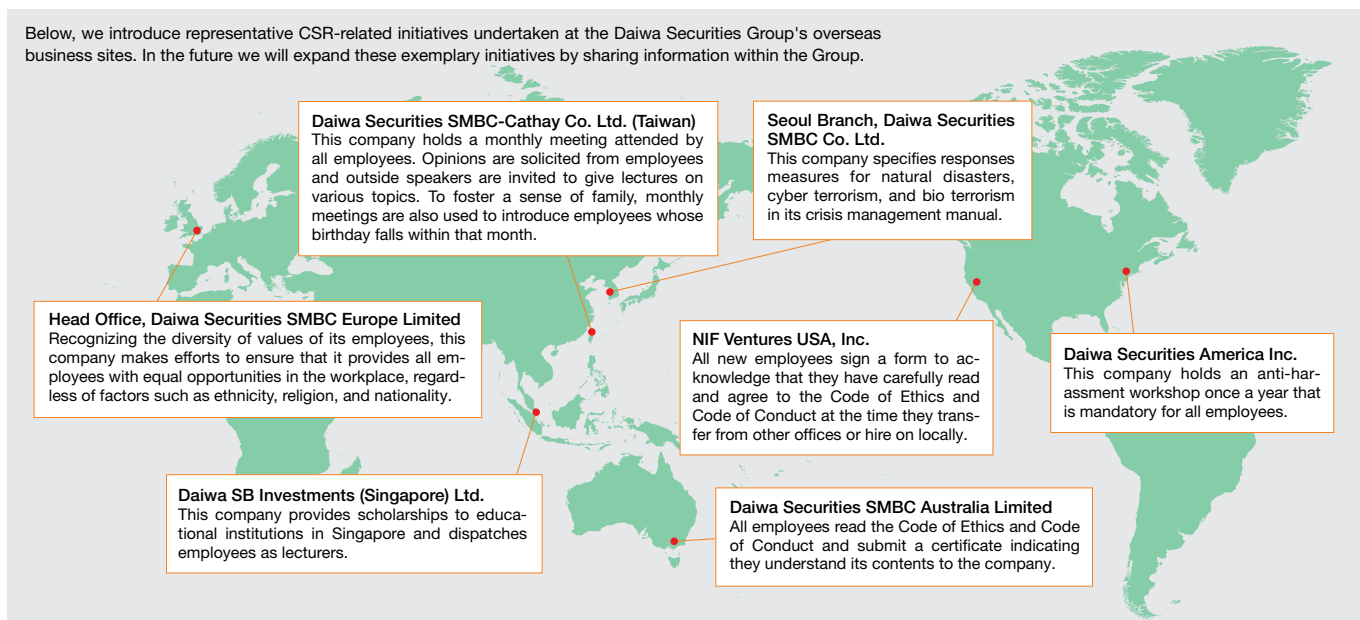 Below, we introduce representative CSR-related initiatives undertaken at the Daiwa Securities Group's overseas
business sites. In the future we will expand these exemplary initiatives by sharing information within the Group.
Daiwa Securities SMBC-Cathay Co. Ltd. (Taiwan)
This company holds a monthly meeting attended by
all employees. Opinions are solicited from employees
and outside speakers are invited to give lectures on
various topics. To foster a sense of family, monthly
meetings are also used to introduce employees whose
birthday falls within that month.
Seoul Branch, Daiwa Securities
SMBC Co. Ltd.
This company specifies responses
measures for natural disasters,
cyber terrorism, and bio terrorism
in its crisis management manual.
Head Office, Daiwa Securities SMBC Europe Limited
Recognizing the diversity of values of its employees, this
company makes efforts to ensure that it provides all em-
ployees with equal opportunities in the workplace, regard-
less of factors such as ethnicity, religion, and nationality.
NIF Ventures USA, Inc.
All new employees sign a form to ac-
knowledge that they have carefully read
and agree to the Code of Ethics and
Code of Conduct at the time they trans-
fer from other offices or hire on locally.
Daiwa Securities America Inc.
This company holds an anti-har-
assment workshop once a year that
is mandatory for all employees.
Daiwa SB Investments (Singapore) Ltd.
This company provides scholarships to educa-
tional institutions in Singapore and dispatches
employees as lecturers.
Daiwa Securities SMBC Australia Limited
All employees read the Code of Ethics and Code
of Conduct and submit a certificate indicating
they understand its contents to the company.